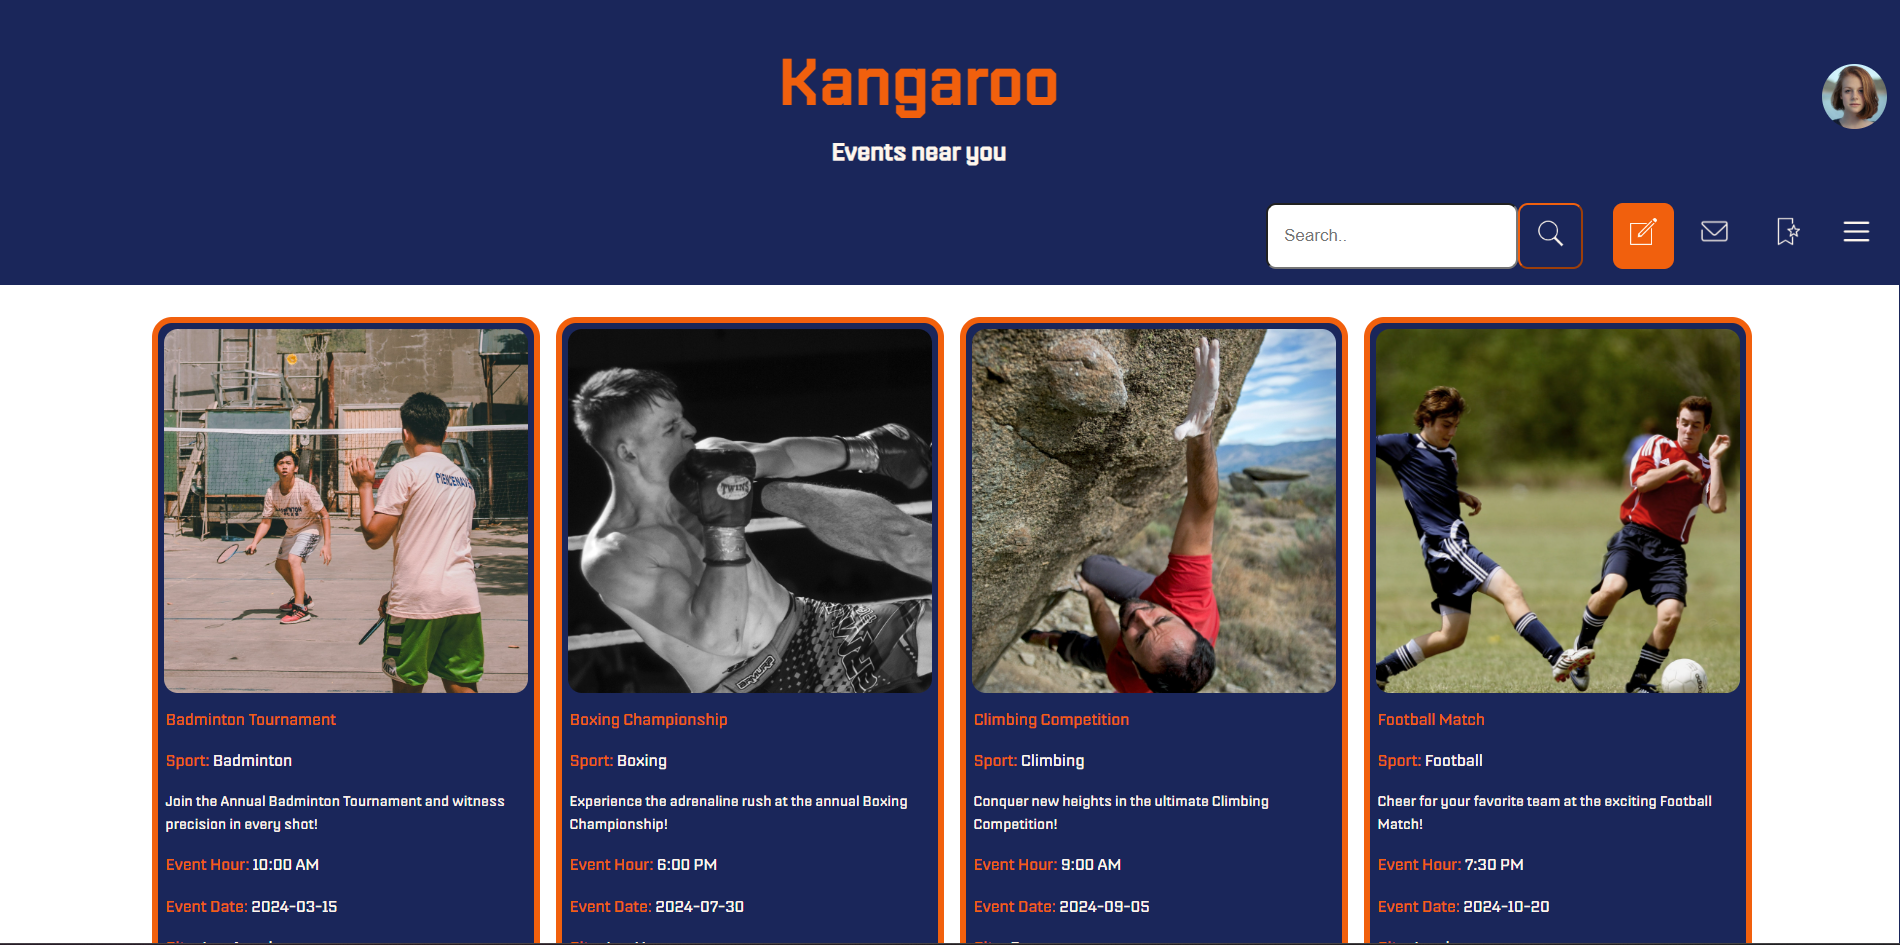 Kangaroo
Events near you
Search..
PIERCENAVE
TWINS
Badminton Tournament
Sport: Badminton
Join the Annual Badminton Tournament and witness
precision in every shot!
Event Hour: 10:00 AM
Event Date: 2024-03-15
Boxing Championship
Sport: Boxing
Experience the adrenaline rush at the annual Boxing
Championship!
Event Hour: 6:00 PM
Event Date: 2024-07-30
Climbing Competition
Sport: Climbing
Conquer new heights in the ultimate Climbing
Competition!
Event Hour: 9:00 AM
Event Date: 2024-09-05
Football Match
Sport: Football
Cheer for your favorite team at the exciting Football
Match!
Event Hour: 7:30 PM
Event Date: 2024-10-20